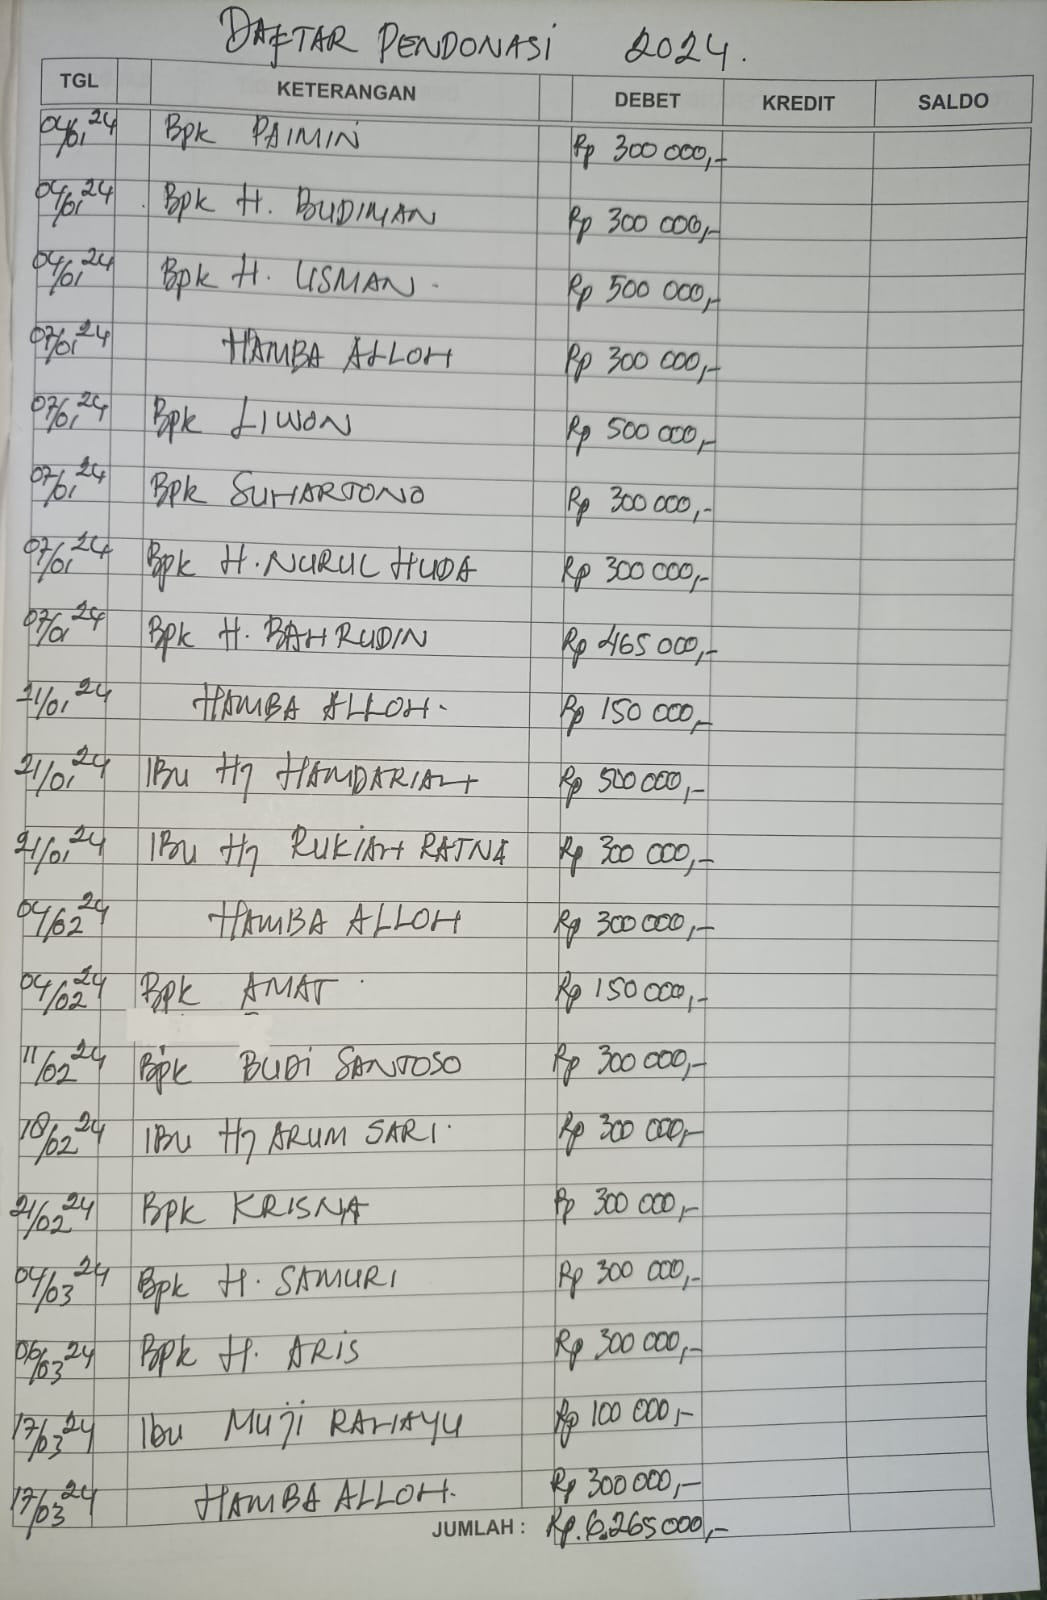 DAFTAR PENDONASI 2024.
TGL KETERANGAN DEBET KREDIT SALDO
04/01 24 Bpk PAIMIN Rp 300 000,-
04/01 24 Bpk H. BUDIMAN Rp 300 000,-
04/01 24 Bpk H. USMAN Rp 500 000,-
07/01 24 HAMBA ALLOH Rp 300 000,-
07/01 24 Bpk LIWON Rp 500 000,-
07/01 24 Bpk SUHARTONO Rp 300 000,-
07/01 24 Bpk H. NURUL HUDA Rp 300 000,-
07/01 24 Bpk H. BAHRUDIN Rp 465 000,-
21/01 24 HAMBA ALLOH. Rp 150 000,-
21/01 24 IBu Hj HAMDARIAH Rp 500 000,-
21/01 24 IBu Hj RUKiAH RATNA Rp 300 000,-
04/02 24 HAMBA ALLOH Rp 300 000,-
04/02 24 Bpk AMAT Rp 150 000,-
11/02 24 Bpk BUDi SANTOSO Rp 300 000,-
18/02 24 IBu Hj ARUM SARI. Rp 300 000,-
21/02 24 Bpk KRISNA Rp 300 000,-
04/03 24 Bpk H. SAMURI Rp 300 000,-
06/03 24 Bpk H. ARiS Rp 300 000,-
17/03 24 Ibu MUji RAHAYU Rp 100 000,-
17/03 24 HAMBA ALLOH. Rp 300 000,-
JUMLAH : Rp. 6.265 000,-